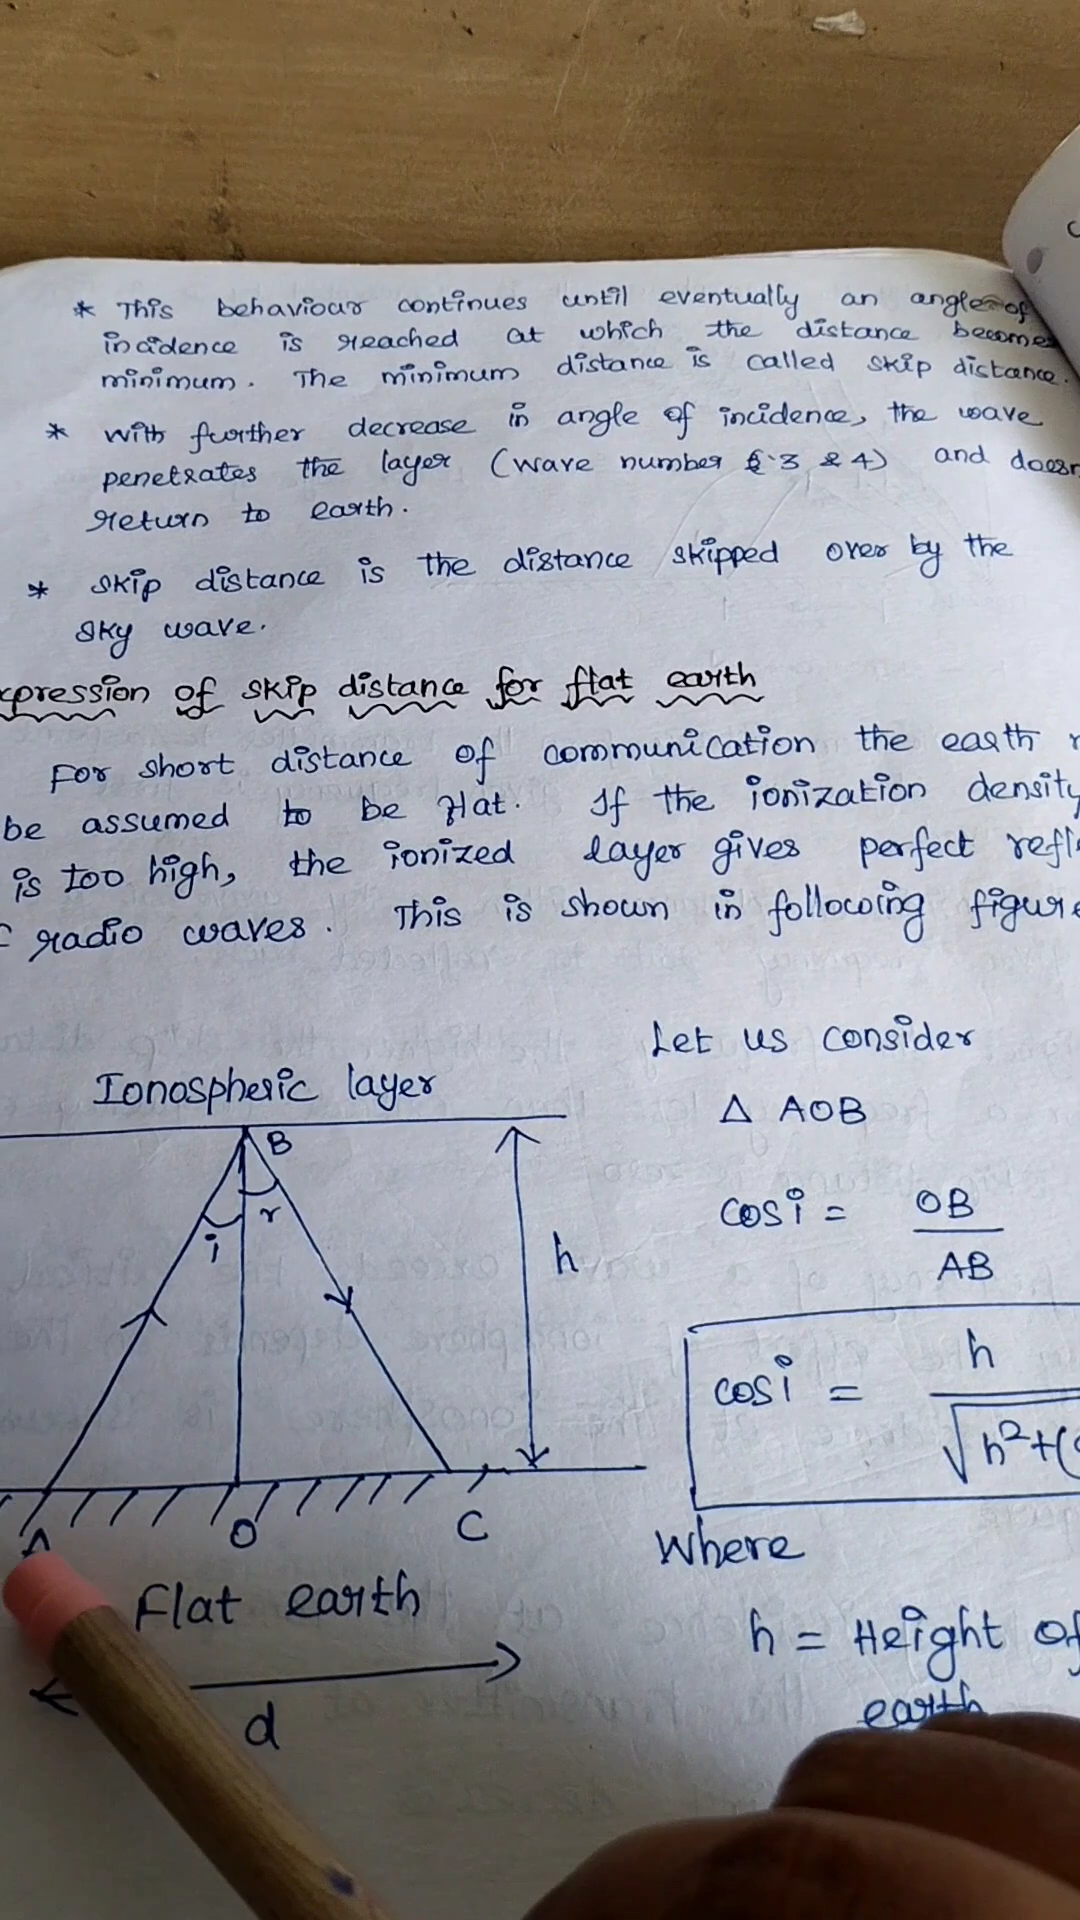 * This behaviour continues until eventually an angle of
incidence is reached at which the distance becomes
minimum. The minimum distance is called skip distance.
* with further decrease in angle of incidence, the wave
penetrates the layer (wave number 3 & 4) and doesn
return to earth.
* skip distance is the distance skipped over by the
sky wave.
xpression of skip distance for flat earth
For short distance of communication the earth
be assumed to be flat. If the ionization density
is too high, the ionized layer gives perfect refle
radio waves. This is shown in following figure
Let us consider
Ionospheric layer
Δ AOB
B
cos i = OB / AB
r
i
h
cos i = h / √h²+(
A
O
C
Where
Flat earth
h = Height of
earth
d